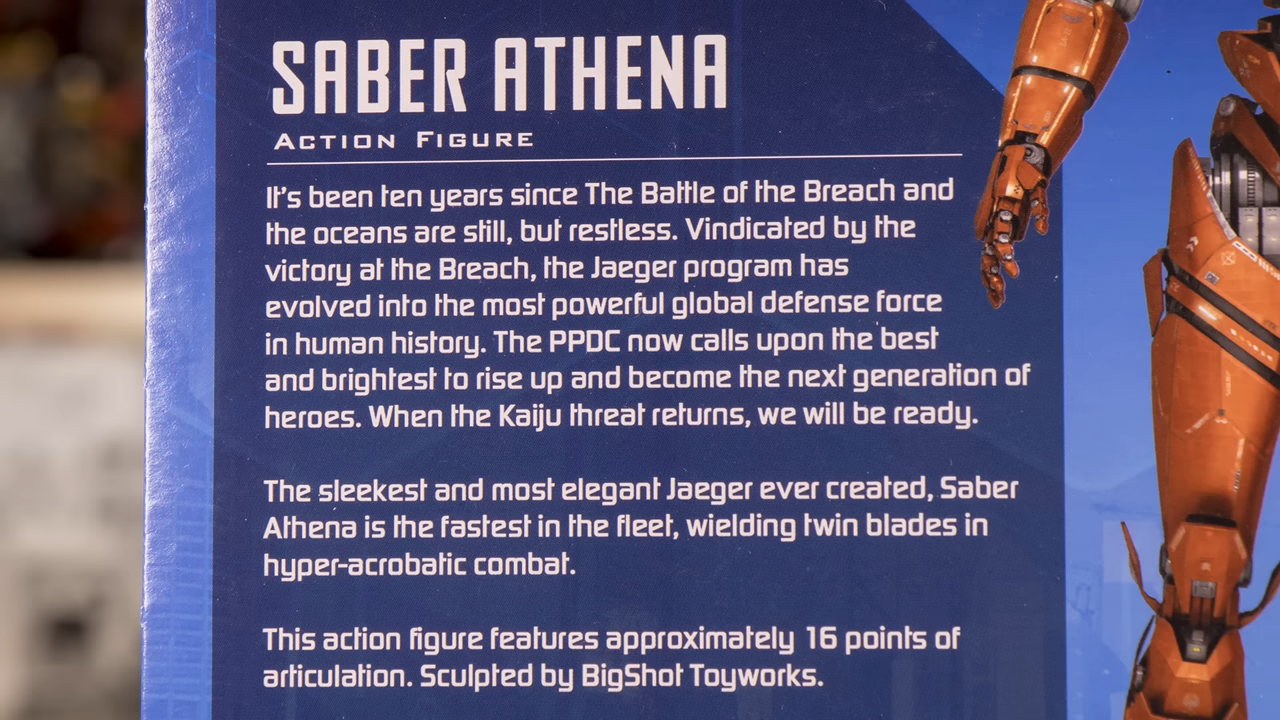 SABER ATHENA
ACTION FIGURE
It's been ten years since The Battle of the Breach and
the oceans are still, but restless. Vindicated by the
victory at the Breach, the Jaeger program has
evolved into the most powerful global defense force
in human history. The PPDC now calls upon the best
and brightest to rise up and become the next generation of
heroes. When the Kaiju threat returns, we will be ready.
The sleekest and most elegant Jaeger ever created, Saber
Athena is the fastest in the fleet, wielding twin blades in
hyper-acrobatic combat.
This action figure features approximately 16 points of
articulation. Sculpted by BigShot Toyworks.